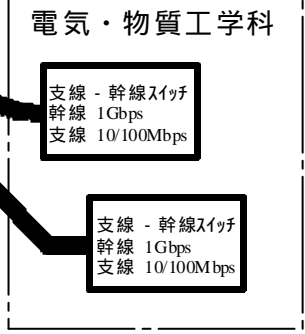 電気・物質工学科
支線 - 幹線ｽｲｯﾁ
幹線 1Gbps
支線 10/100Mbps
支線 - 幹線ｽｲｯﾁ
幹線 1Gbps
支線 10/100Mbps